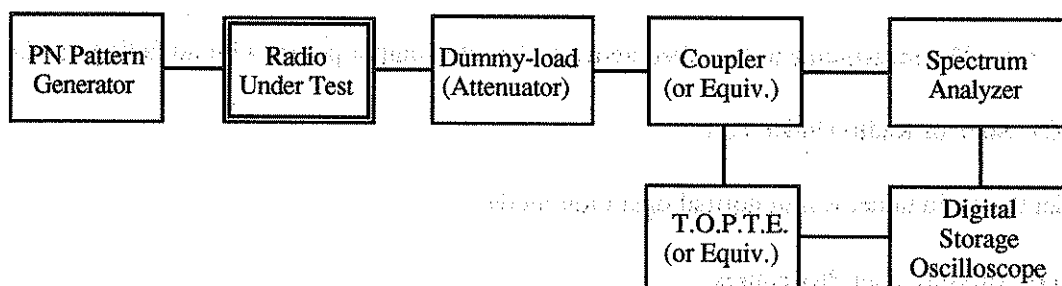 PN Pattern
Generator
Radio
Under Test
Dummy-load
(Attenuator)
Coupler
(or Equiv.)
Spectrum
Analyzer
T.O.P.T.E.
(or Equiv.)
Digital
Storage
Oscilloscope